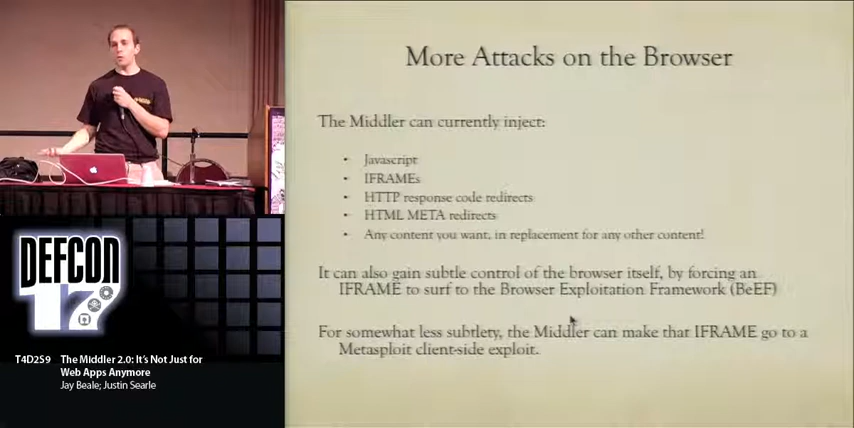 More Attacks on the Browser
The Middler can currently inject:
• Javascript
• IFRAMEs
• HTTP response code redirects
• HTML META redirects
• Any content you want, in replacement for any other content!
It can also gain subtle control of the browser itself, by forcing an
IFRAME to surf to the Browser Exploitation Framework (BeEF)
For somewhat less subtlety, the Middler can make that IFRAME go to a
Metasploit client-side exploit.
DEFCON
17
T4D2S9 The Middler 2.0: It's Not Just for
Web Apps Anymore
Jay Beale; Justin Searle